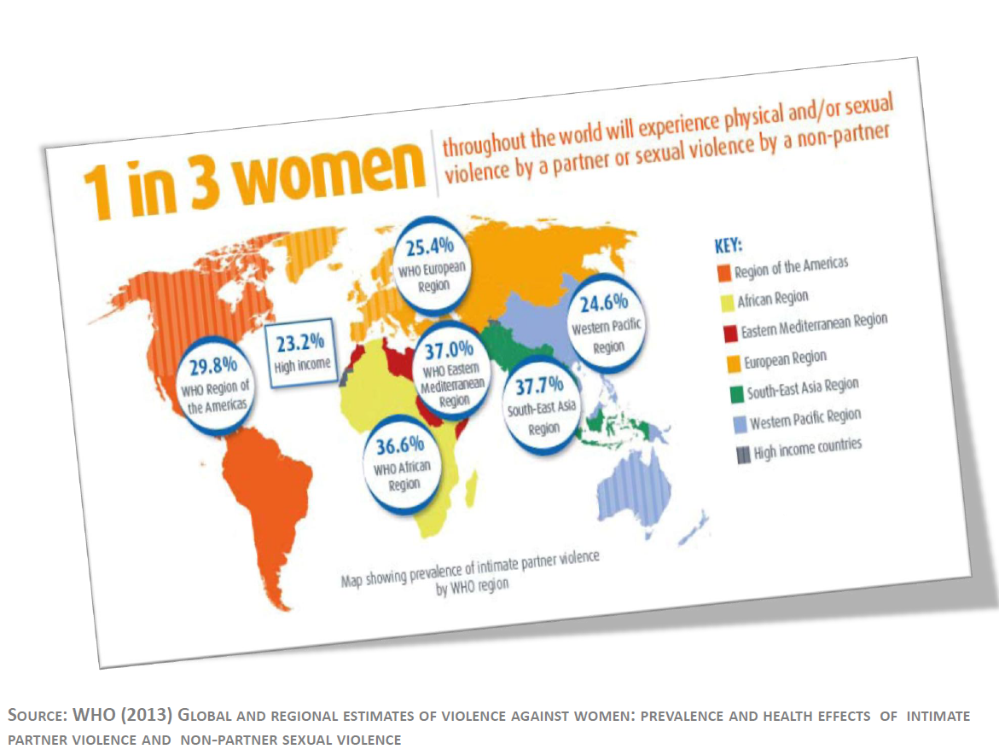 1 in 3 women
throughout the world will experience physical and/or sexual
violence by a partner or sexual violence by a non-partner
25.4%
WHO European
Region
24.6%
Western Pacific
Region
23.2%
High income
37.0%
WHO Eastern
Mediterranean
Region
29.8%
WHO Region of
the Americas
37.7%
South-East Asia
Region
36.6%
WHO African
Region
KEY:
Region of the Americas
African Region
Eastern Mediterranean Region
European Region
South-East Asia Region
Western Pacific Region
High income countries
Map showing prevalence of intimate partner violence
by WHO region
SOURCE: WHO (2013) GLOBAL AND REGIONAL ESTIMATES OF VIOLENCE AGAINST WOMEN: PREVALENCE AND HEALTH EFFECTS OF INTIMATE
PARTNER VIOLENCE AND NON-PARTNER SEXUAL VIOLENCE